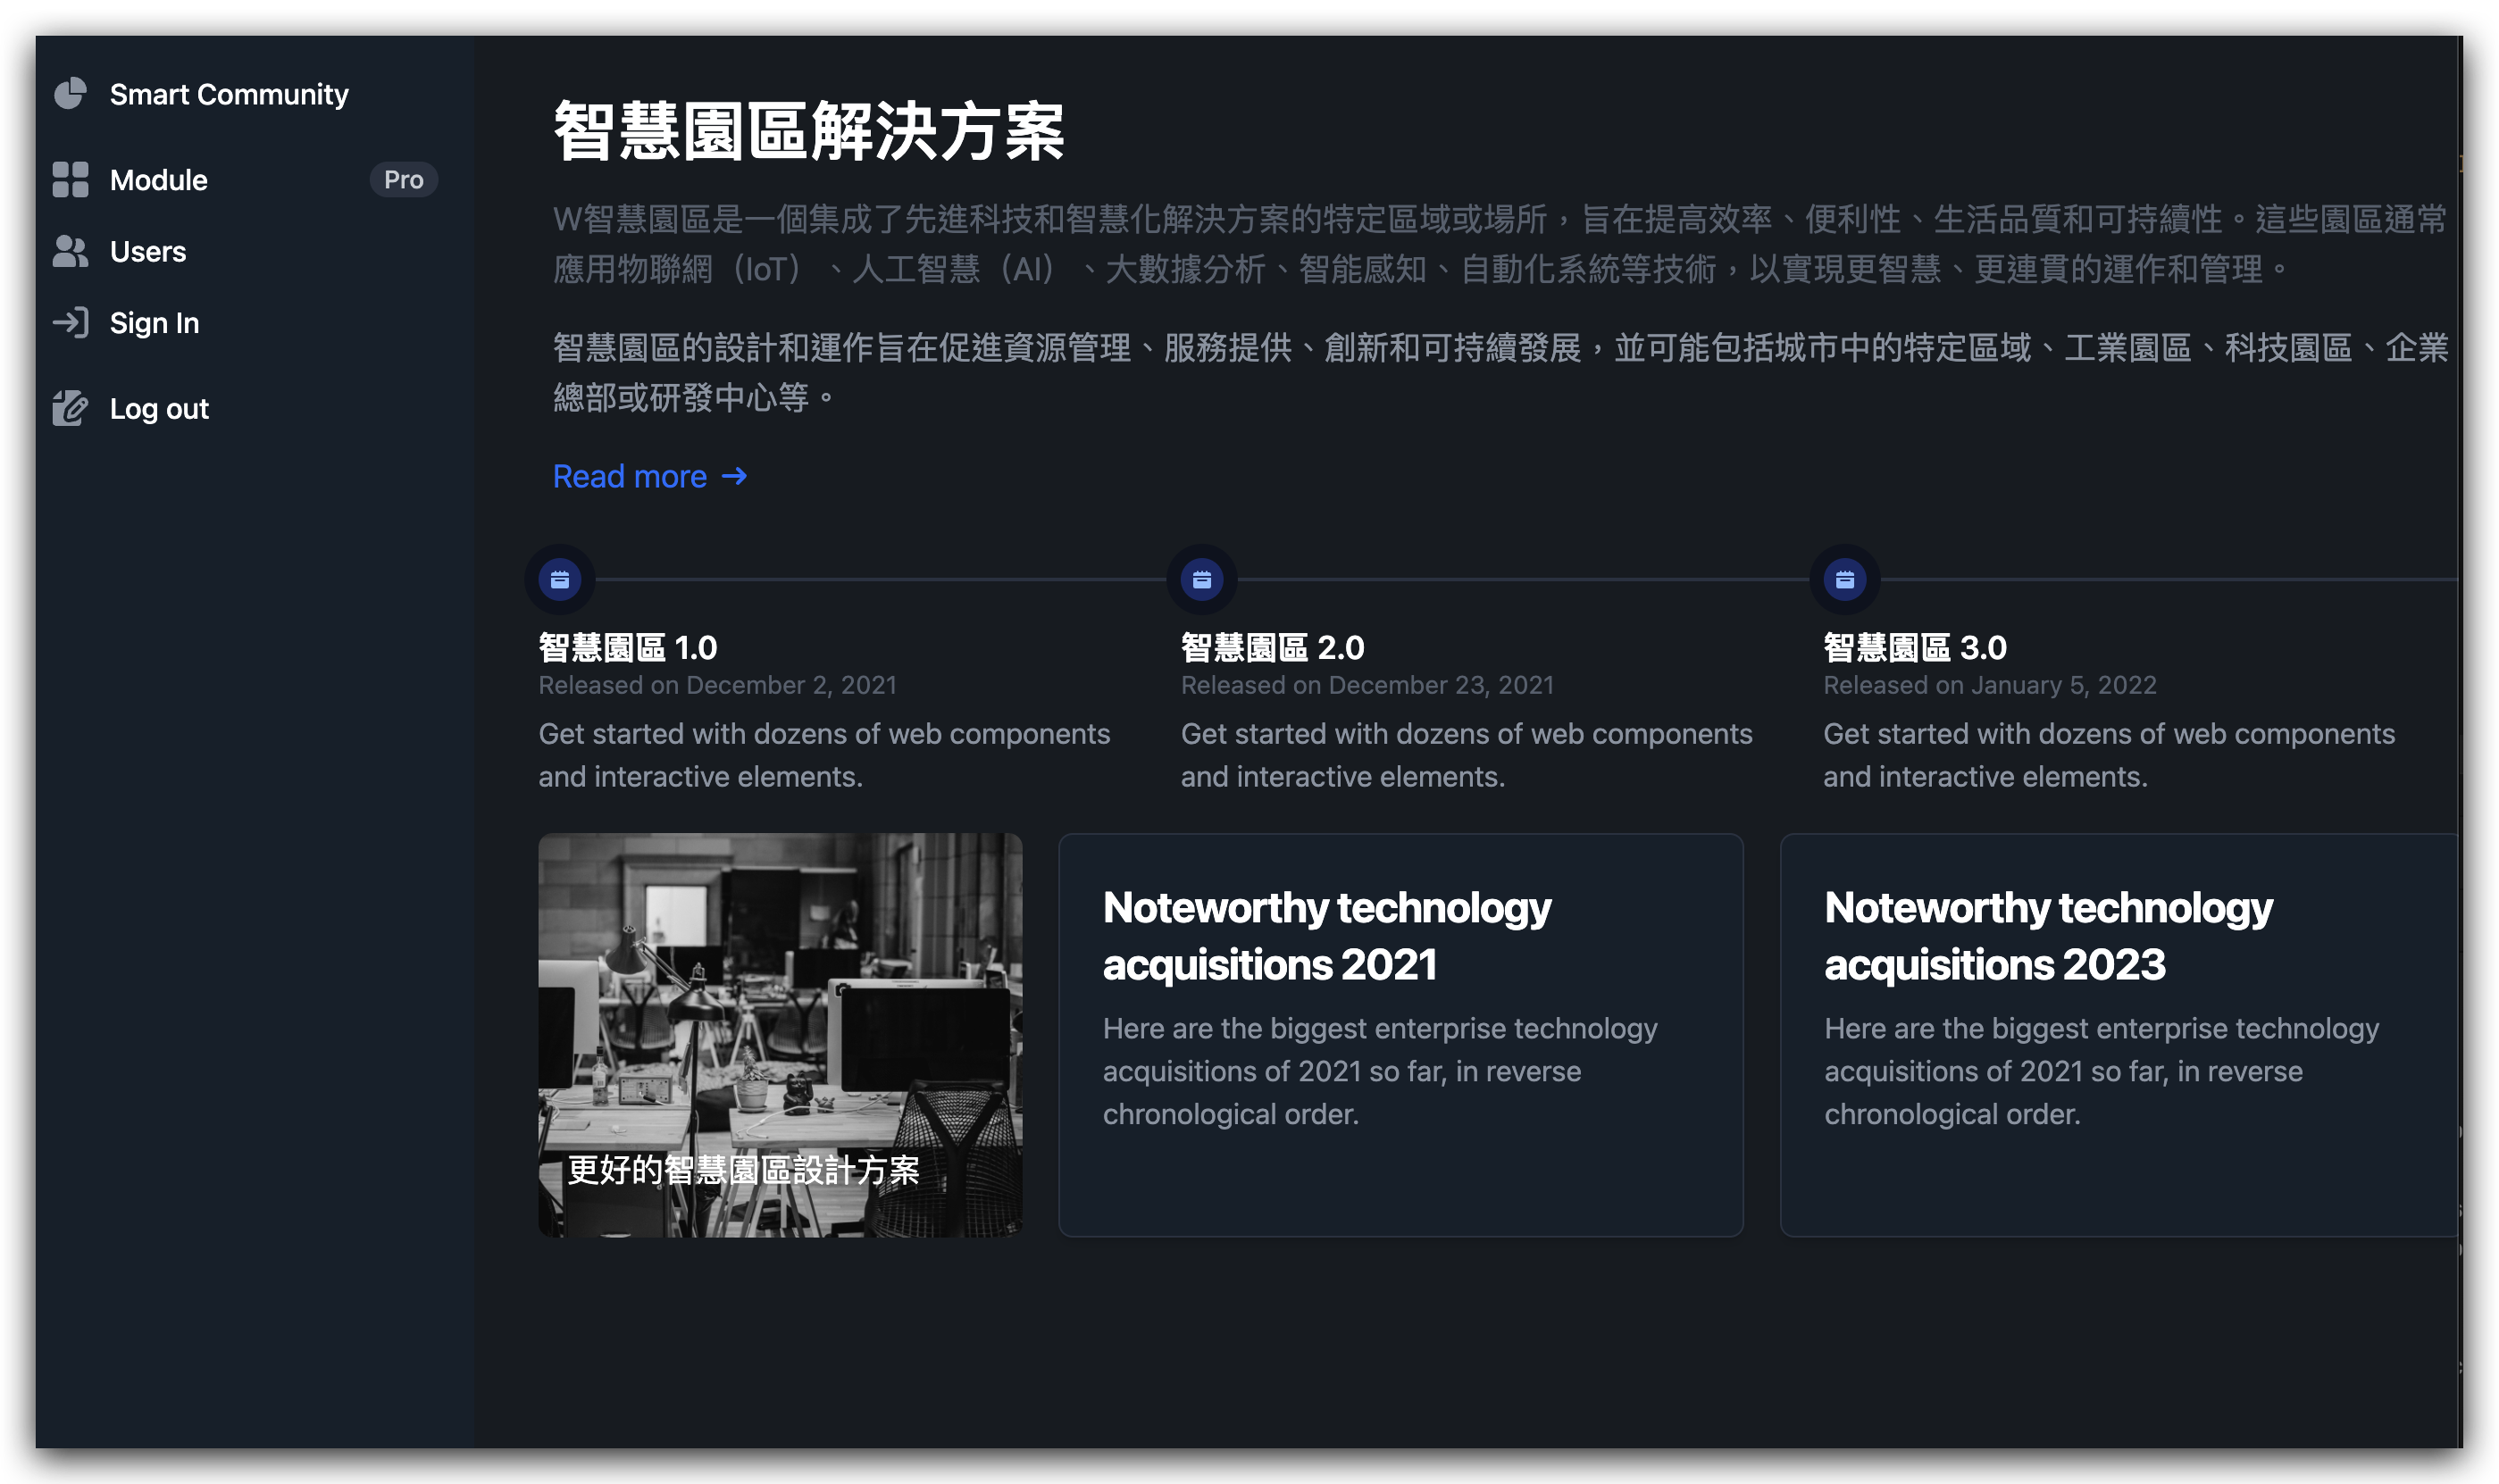 Smart Community
Module
Pro
Users
Sign In
Log out
智慧園區解決方案
W智慧園區是一個集成了先進科技和智慧化解決方案的特定區域或場所，旨在提高效率、便利性、生活品質和可持續性。這些園區通常
應用物聯網（IoT）、人工智慧（AI）、大數據分析、智能感知、自動化系統等技術，以實現更智慧、更連貫的運作和管理。
智慧園區的設計和運作旨在促進資源管理、服務提供、創新和可持續發展，並可能包括城市中的特定區域、工業園區、科技園區、企業
總部或研發中心等。
Read more
智慧園區 1.0
Released on December 2, 2021
Get started with dozens of web components
and interactive elements.
智慧園區 2.0
Released on December 23, 2021
Get started with dozens of web components
and interactive elements.
智慧園區 3.0
Released on January 5, 2022
Get started with dozens of web components
and interactive elements.
更好的智慧園區設計方案
Noteworthy technology
acquisitions 2021
Here are the biggest enterprise technology
acquisitions of 2021 so far, in reverse
chronological order.
Noteworthy technology
acquisitions 2023
Here are the biggest enterprise technology
acquisitions of 2021 so far, in reverse
chronological order.